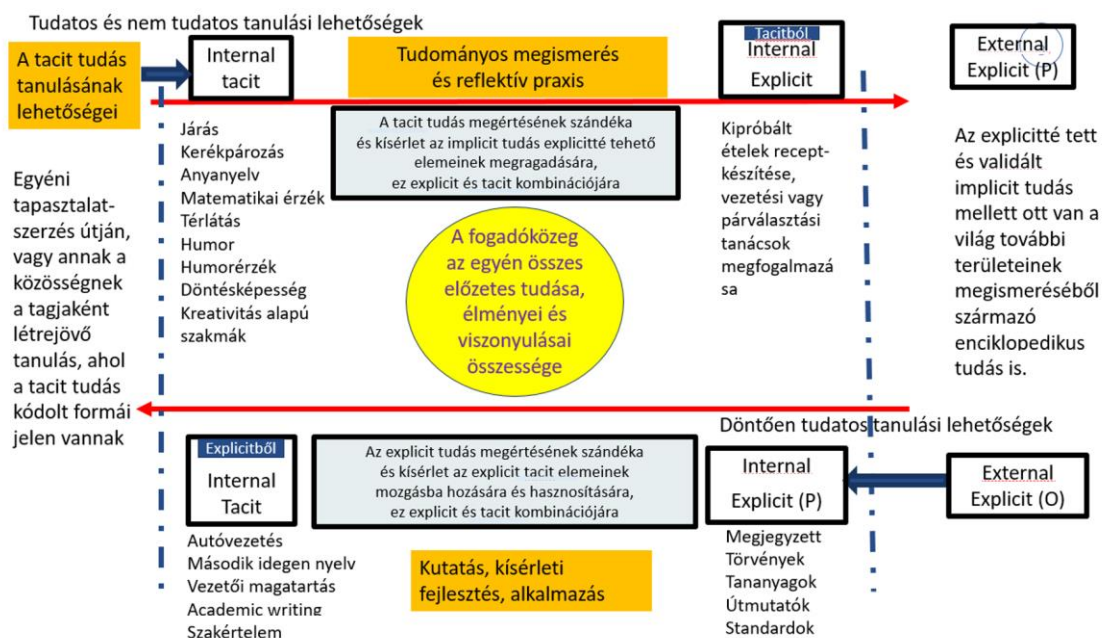 Tudatos és nem tudatos tanulási lehetőségek
A tacit tudás
tanulásának
lehetőségei
Internal
tacit
Tudományos megismerés
és reflektív praxis
Tacitból
Internal
Explicit
External
Explicit (P)
A tacit tudás megértésének szándéka
és kísérlet az implicit tudás explicitté tehető
elemeinek megragadására,
ez explicit és tacit kombinációjára
Járás
Kerékpározás
Anyanyelv
Matematikai érzék
Térlátás
Humor
Humorérzék
Döntésképesség
Kreativitás alapú
szakmák
Kipróbált
ételek recept-
készítése,
vezetési vagy
párválasztási
tanácsok
megfogalmazá
sa
Az explicitté tett
és validált
implicit tudás
mellett ott van a
világ további
területeinek
megismeréséből
származó
enciklopedikus
tudás is.
Egyéni
tapasztalat-
szerzés útján,
vagy annak a
közösségnek
a tagjaként
létrejövő
tanulás, ahol
a tacit tudás
kódolt formái
jelen vannak
A fogadóközeg
az egyén összes
előzetes tudása,
élményei és
viszonyulásai
összessége
Döntően tudatos tanulási lehetőségek
Explicitből
Internal
Tacit
Az explicit tudás megértésének szándéka
és kísérlet az explicit tacit elemeinek
mozgásba hozására és hasznosítására,
ez explicit és tacit kombinációjára
Internal
Explicit (P)
External
Explicit (O)
Autóvezetés
Második idegen nyelv
Vezetői magatartás
Academic writing
Szakértelem
Kutatás, kísérleti
fejlesztés, alkalmazás
Megjegyzett
Törvények
Tananyagok
Útmutatók
Standardok